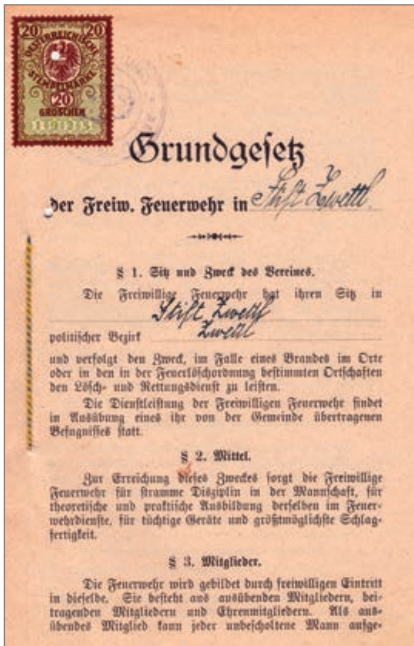 20 20
OESTERREICHISCHE
STEMPELMARKE
20
GROSCHEN
Grundgesetz
der Freiw. Feuerwehr in Stift Zwettl.
§ 1. Sitz und Zweck des Vereines.
Die Freiwillige Feuerwehr hat ihren Sitz in
Stift Zwettl
politischer Bezirk Zwettl
und verfolgt den Zweck, im Falle eines Brandes im Orte
oder in den in der Feuerlöschordnung bestimmten Ortschaften
den Lösch- und Rettungsdienst zu leisten.
Die Dienstleistung der Freiwilligen Feuerwehr findet
in Ausübung eines ihr von der Gemeinde übertragenen
Befugnisses statt.
§ 2. Mittel.
Zur Erreichung dieses Zweckes sorgt die Freiwillige
Feuerwehr für stramme Disziplin in der Mannschaft, für
theoretische und praktische Ausbildung derselben im Feuer-
wehrdienste, für tüchtige Geräte und größtmöglichste Schlag-
fertigkeit.
§ 3. Mitglieder.
Die Feuerwehr wird gebildet durch freiwilligen Eintritt
in dieselbe. Sie besteht aus ausübenden Mitgliedern, bei-
tragenden Mitgliedern und Ehrenmitgliedern. Als aus-
übendes Mitglied kann jeder unbescholtene Mann aufge-